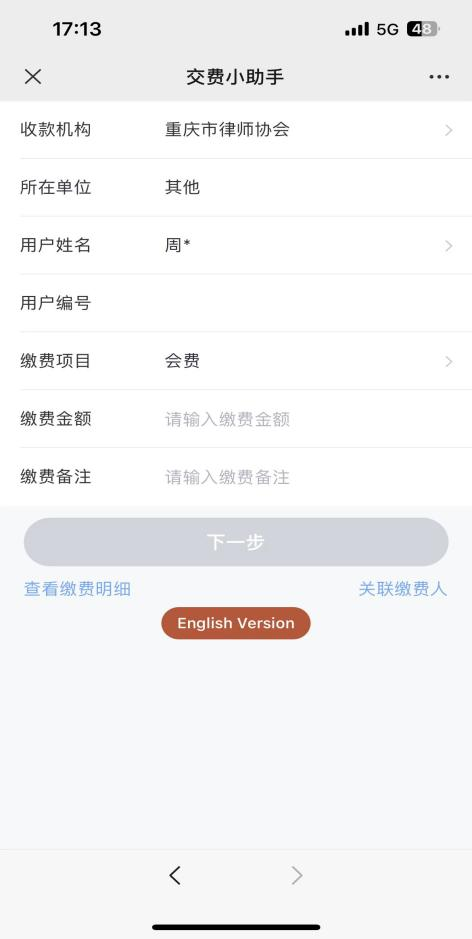 17:13 5G 48
交费小助手
收款机构 重庆市律师协会
所在单位 其他
用户姓名 周*
用户编号
缴费项目 会费
缴费金额 请输入缴费金额
缴费备注 请输入缴费备注
下一步
查看缴费明细 关联缴费人
English Version